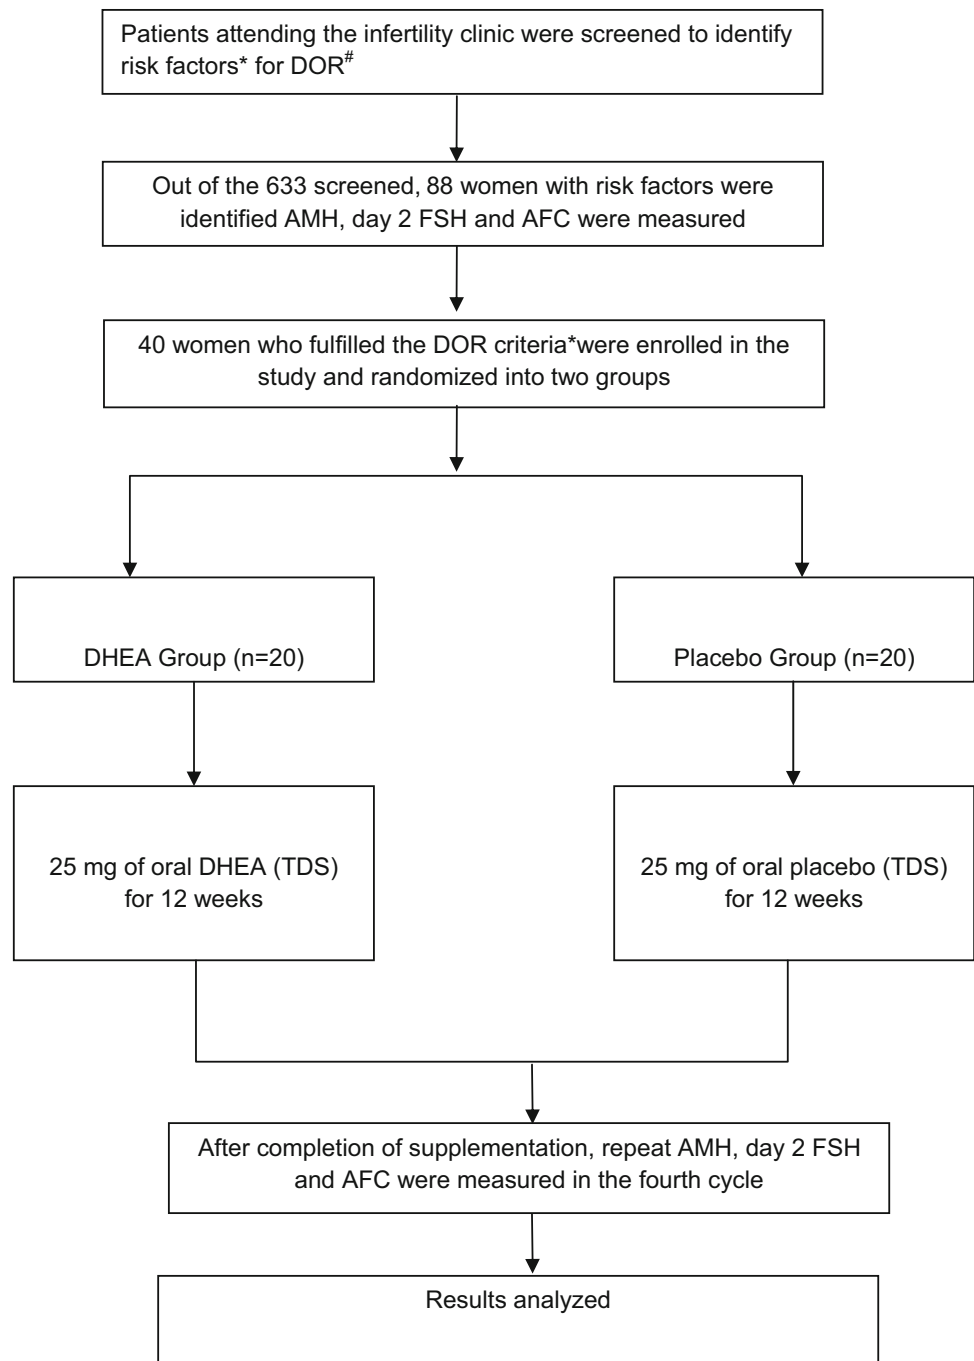 Patients attending the infertility clinic were screened to identify
risk factors* for DOR#
Out of the 633 screened, 88 women with risk factors were
identified AMH, day 2 FSH and AFC were measured
40 women who fulfilled the DOR criteria*were enrolled in the
study and randomized into two groups
DHEA Group (n=20)
Placebo Group (n=20)
25 mg of oral DHEA (TDS)
for 12 weeks
25 mg of oral placebo (TDS)
for 12 weeks
After completion of supplementation, repeat AMH, day 2 FSH
and AFC were measured in the fourth cycle
Results analyzed